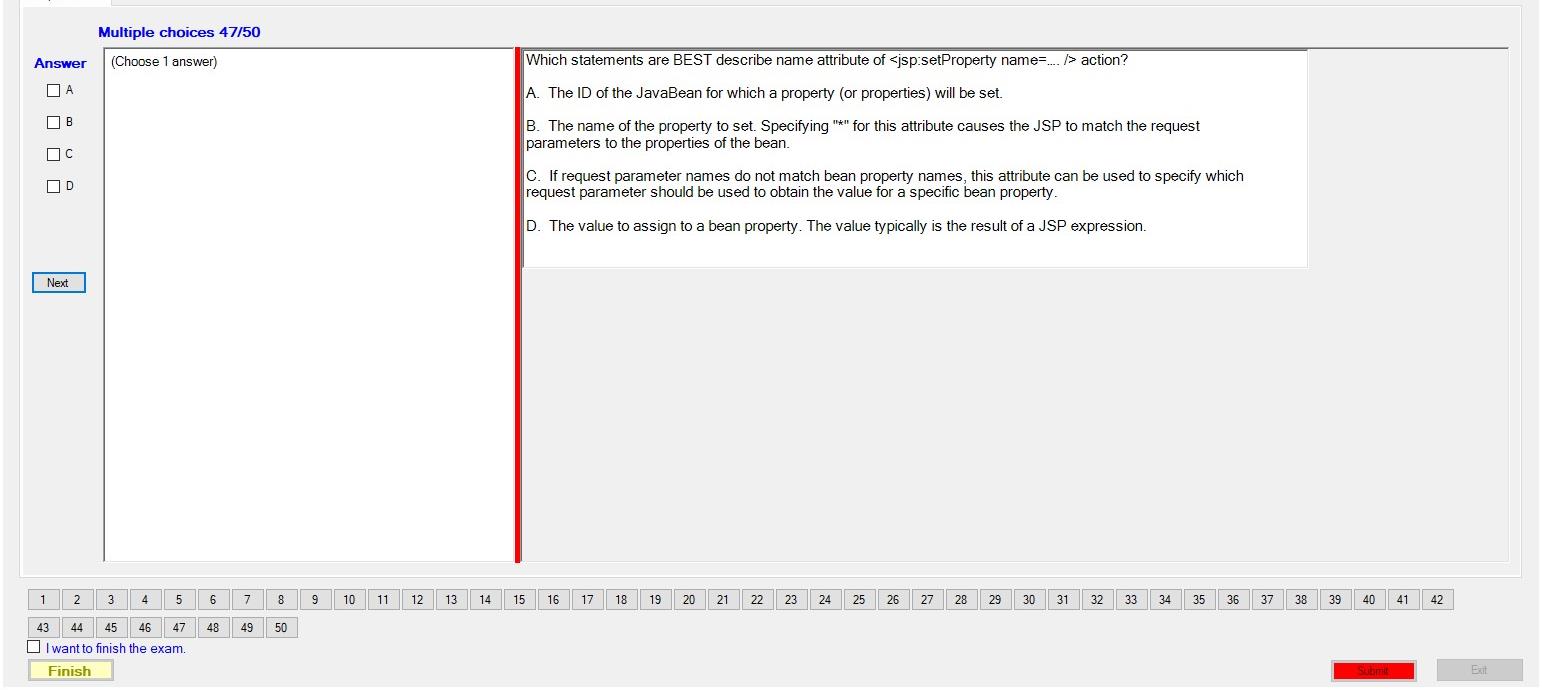 Multiple choices 47/50
Answer
(Choose 1 answer)
A
B
C
D
Next
Which statements are BEST describe name attribute of <jsp:setProperty name=.... /> action?
A.  The ID of the JavaBean for which a property (or properties) will be set.
B.  The name of the property to set. Specifying "*" for this attribute causes the JSP to match the request
parameters to the properties of the bean.
C.  If request parameter names do not match bean property names, this attribute can be used to specify which
request parameter should be used to obtain the value for a specific bean property.
D.  The value to assign to a bean property. The value typically is the result of a JSP expression.
1 2 3 4 5 6 7 8 9 10 11 12 13 14 15 16 17 18 19 20 21 22 23 24 25 26 27 28 29 30 31 32 33 34 35 36 37 38 39 40 41 42
43 44 45 46 47 48 49 50
I want to finish the exam.
Finish
Submit
Exit